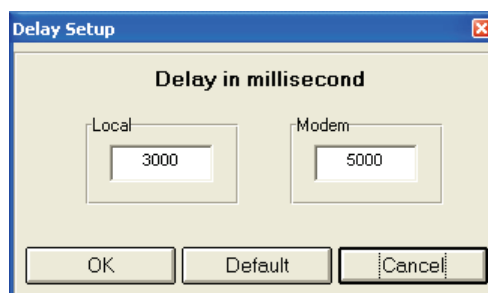 Delay Setup
Delay in millisecond
Local Modem
3000 5000
OK Default Cancel